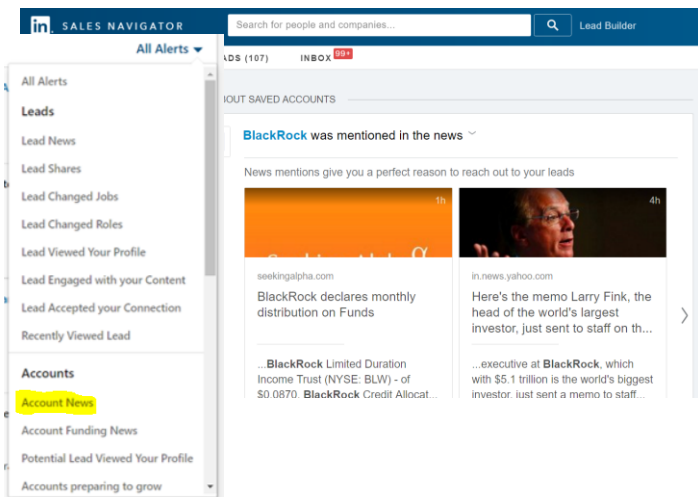 in SALES NAVIGATOR
Search for people and companies...
Lead Builder
All Alerts
ADS (107)
INBOX 99+
All Alerts
Leads
Lead News
Lead Shares
Lead Changed Jobs
Lead Changed Roles
Lead Viewed Your Profile
Lead Engaged with your Content
Lead Accepted your Connection
Recently Viewed Lead
Accounts
Account News
Account Funding News
Potential Lead Viewed Your Profile
Accounts preparing to grow
OUT SAVED ACCOUNTS
BlackRock was mentioned in the news
News mentions give you a perfect reason to reach out to your leads
1h
seekingalpha.com
BlackRock declares monthly
distribution on Funds
...BlackRock Limited Duration
Income Trust (NYSE: BLW) - of
$0.0870, BlackRock Credit Allocat...
4h
in.news.yahoo.com
Here's the memo Larry Fink, the
head of the world's largest
investor, just sent to staff on th...
...executive at BlackRock, which
with $5.1 trillion is the world's biggest
investor, just sent a memo to staff...